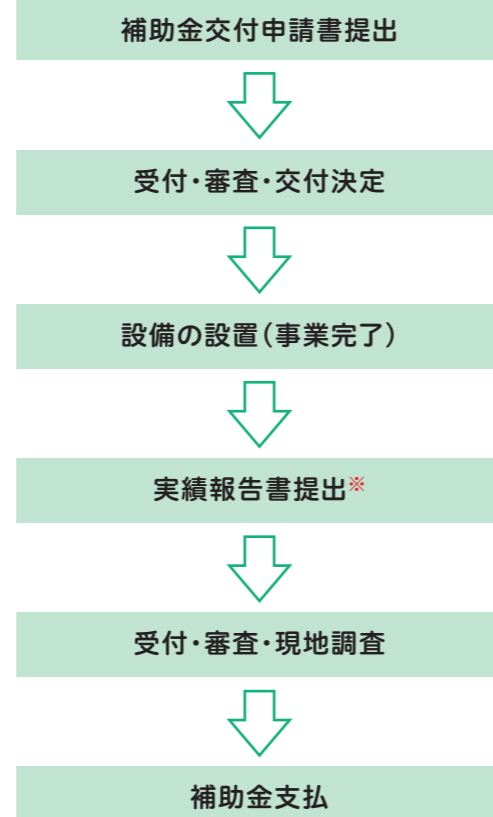 補助金交付申請書提出
受付・審査・交付決定
設備の設置（事業完了）
実績報告書提出※
受付・審査・現地調査
補助金支払